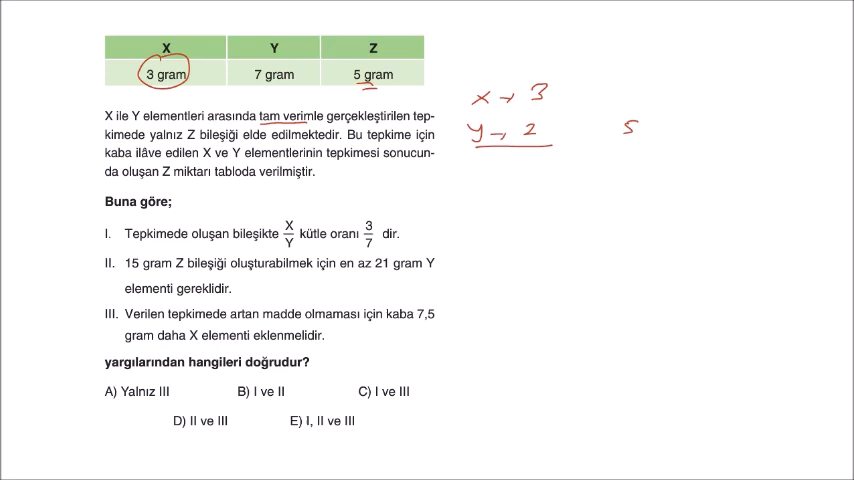 X Y Z
3 gram 7 gram 5 gram
X ile Y elementleri arasında tam verimle gerçekleştirilen tep-
kimede yalnız Z bileşiği elde edilmektedir. Bu tepkime için
kaba ilâve edilen X ve Y elementlerinin tepkimesi sonucun-
da oluşan Z miktarı tabloda verilmiştir.
Buna göre;
I. Tepkimede oluşan bileşikte X/Y kütle oranı 3/7 dir.
II. 15 gram Z bileşiği oluşturabilmek için en az 21 gram Y
elementi gereklidir.
III. Verilen tepkimede artan madde olmaması için kaba 7,5
gram daha X elementi eklenmelidir.
yargılarından hangileri doğrudur?
A) Yalnız III B) I ve II C) I ve III
D) II ve III E) I, II ve III
x → 3
y → 2 5